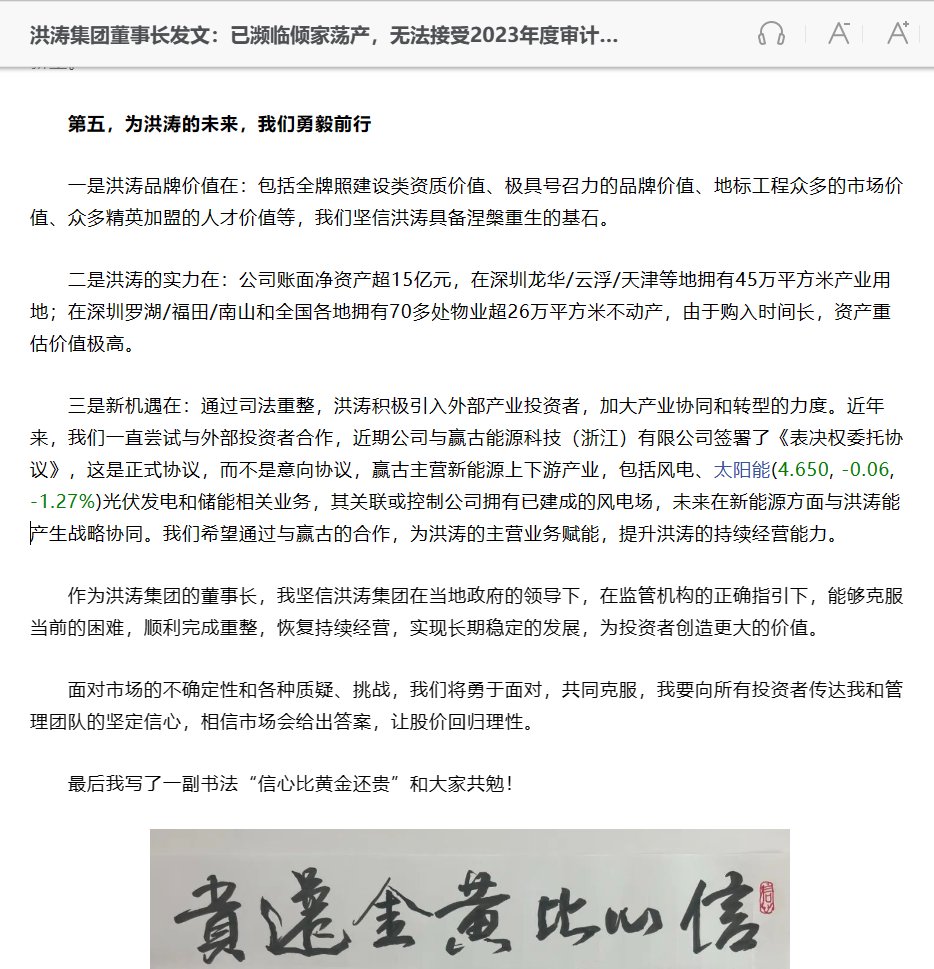 洪涛集团董事长发文：已濒临倾家荡产，无法接受2023年度审计...
第五，为洪涛的未来，我们勇毅前行
一是洪涛品牌价值在：包括全牌照建设类资质价值、极具号召力的品牌价值、地标工程众多的市场价
值、众多精英加盟的人才价值等，我们坚信洪涛具备涅槃重生的基石。
二是洪涛的实力在：公司账面净资产超15亿元，在深圳龙华/云浮/天津等地拥有45万平方米产业用
地；在深圳罗湖/福田/南山和全国各地拥有70多处物业超26万平方米不动产，由于购入时间长，资产重
估价值极高。
三是新机遇在：通过司法重整，洪涛积极引入外部产业投资者，加大产业协同和转型的力度。近年
来，我们一直尝试与外部投资者合作，近期公司与赢古能源科技（浙江）有限公司签署了《表决权委托协
议》，这是正式协议，而不是意向协议，赢古主营新能源上下游产业，包括风电、太阳能(4.650, -0.06,
-1.27%)光伏发电和储能相关业务，其关联或控制公司拥有已建成的风电场，未来在新能源方面与洪涛能
产生战略协同。我们希望通过与赢古的合作，为洪涛的主营业务赋能，提升洪涛的持续经营能力。
作为洪涛集团的董事长，我坚信洪涛集团在当地政府的领导下，在监管机构的正确指引下，能够克服
当前的困难，顺利完成重整，恢复持续经营，实现长期稳定的发展，为投资者创造更大的价值。
面对市场的不确定性和各种质疑、挑战，我们将勇于面对，共同克服，我要向所有投资者传达我和管
理团队的坚定信心，相信市场会给出答案，让股价回归理性。
最后我写了一副书法“信心比黄金还贵”和大家共勉！
信心比黄金還貴